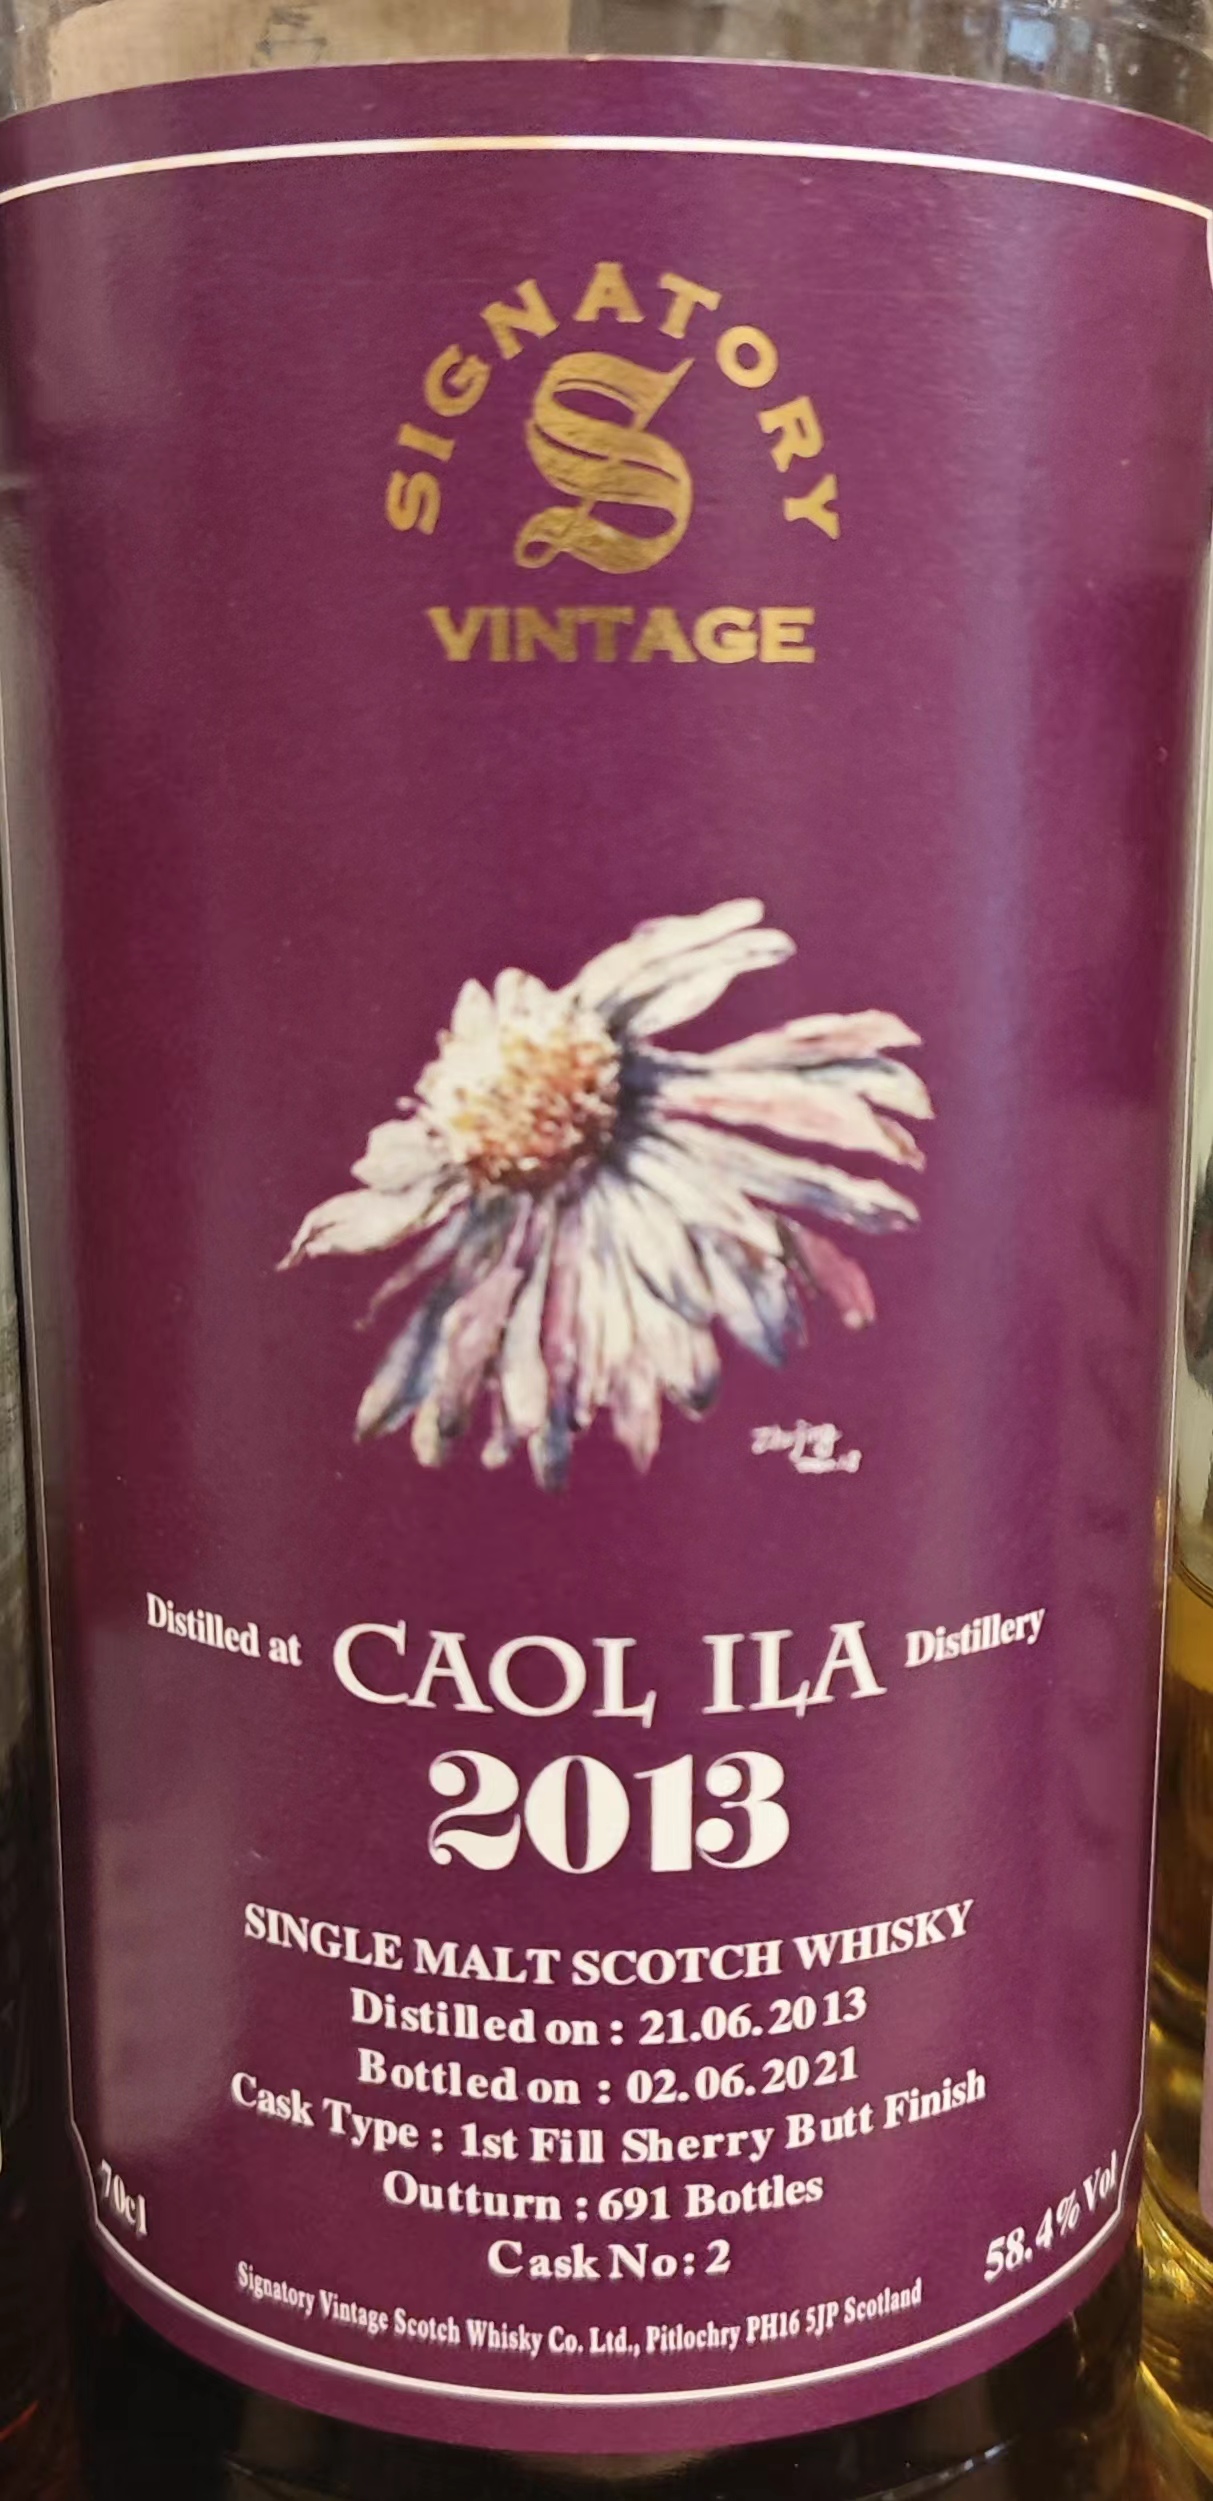 SIGNATORY
S
VINTAGE
Distilled at CAOL ILA Distillery
2013
SINGLE MALT SCOTCH WHISKY
Distilled on : 21.06.2013
Bottled on : 02.06.2021
Cask Type : 1st Fill Sherry Butt Finish
Outturn : 691 Bottles
Cask No: 2
70cl
58.4% Vol
Signatory Vintage Scotch Whisky Co. Ltd., Pitlochry PH16 5JP Scotland